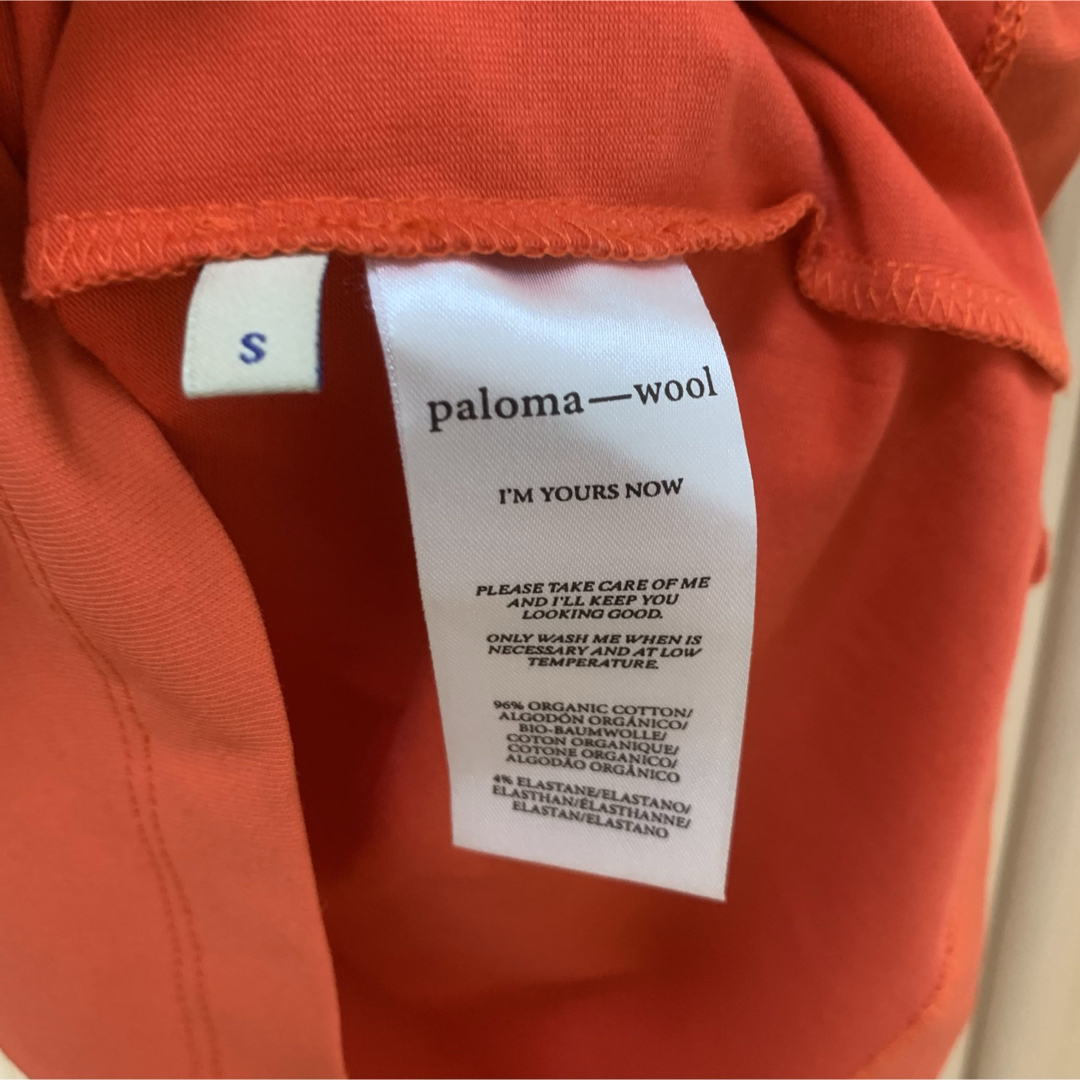 S
paloma—wool
I'M YOURS NOW
PLEASE TAKE CARE OF ME
AND I'LL KEEP YOU
LOOKING GOOD.
ONLY WASH ME WHEN IS
NECESSARY AND AT LOW
TEMPERATURE.
96% ORGANIC COTTON/
ALGODÓN ORGÁNICO/
BIO-BAUMWOLLE/
COTON ORGANIQUE/
COTONE ORGANICO/
ALGODÃO ORGÂNICO
4% ELASTANE/ELASTANO/
ELASTHAN/ÉLASTHANNE/
ELASTAN/ELASTANO